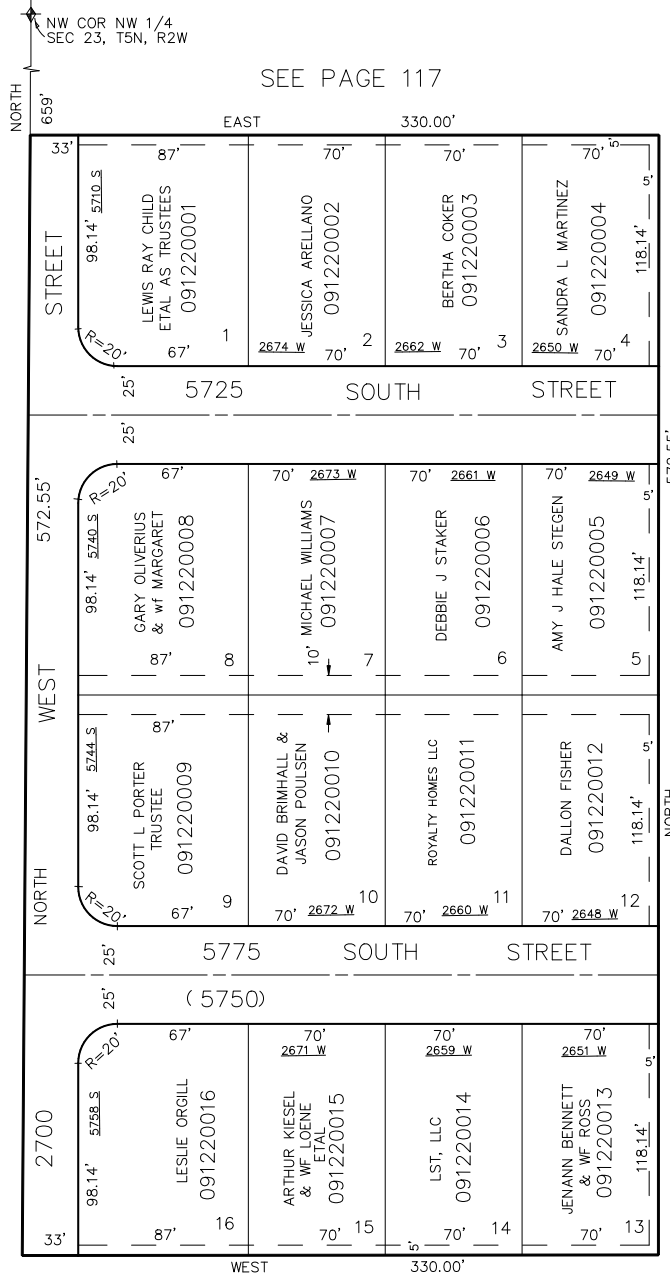 NW COR NW 1/4
SEC 23, T5N, R2W
NORTH
659'
SEE PAGE 117
EAST
330.00'
33'
87'
70'
70'
70'
5'
5'
STREET
98.14'
5710 S
LEWIS RAY CHILD
ETAL AS TRUSTEES
091220001
JESSICA ARELLANO
091220002
BERTHA COKER
091220003
SANDRA L MARTINEZ
091220004
118.14'
R=20'
67'
1
2674 W
70'
2
2662 W
70'
3
2650 W
70'
4
25'
5725
SOUTH
STREET
25'
572.55'
67'
70'
2673 W
70'
2661 W
70'
2649 W
5'
R=20'
572.55'
98.14'
5740 S
GARY OLIVERIUS
& wf MARGARET
091220008
MICHAEL WILLIAMS
091220007
DEBBIE J STAKER
091220006
AMY J HALE STEGEN
091220005
118.14'
87'
8
10'
7
6
5
WEST
87'
5744 S
98.14'
SCOTT L PORTER
TRUSTEE
091220009
DAVID BRIMHALL &
JASON POULSEN
091220010
ROYALTY HOMES LLC
091220011
DALLON FISHER
091220012
5'
118.14'
NORTH
NORTH
R=20'
67'
9
70'
2672 W
10
70'
2660 W
11
70'
2648 W
12
25'
5775
SOUTH
STREET
25'
(5750)
67'
70'
2671 W
70'
2659 W
70'
2651 W
5'
R=20'
2700
5758 S
98.14'
LESLIE ORGILL
091220016
ARTHUR KIESEL
& WF LOENE
ETAL
091220015
LST, LLC
091220014
JENANN BENNETT
& WF ROSS
091220013
118.14'
33'
87'
16
70'
15
5'
70'
14
70'
13
WEST
330.00'